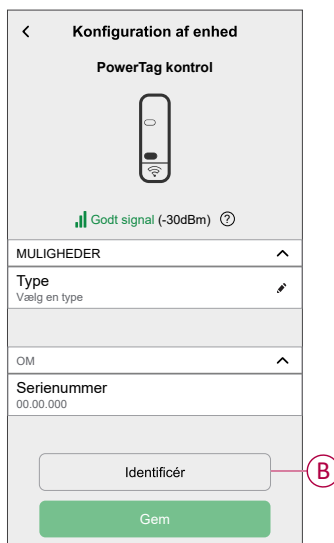 Konfiguration af enhed
PowerTag kontrol
Godt signal (-30dBm) ?
MULIGHEDER
Type
Vælg en type
OM
Serienummer
00.00.000
Identificér
B
Gem